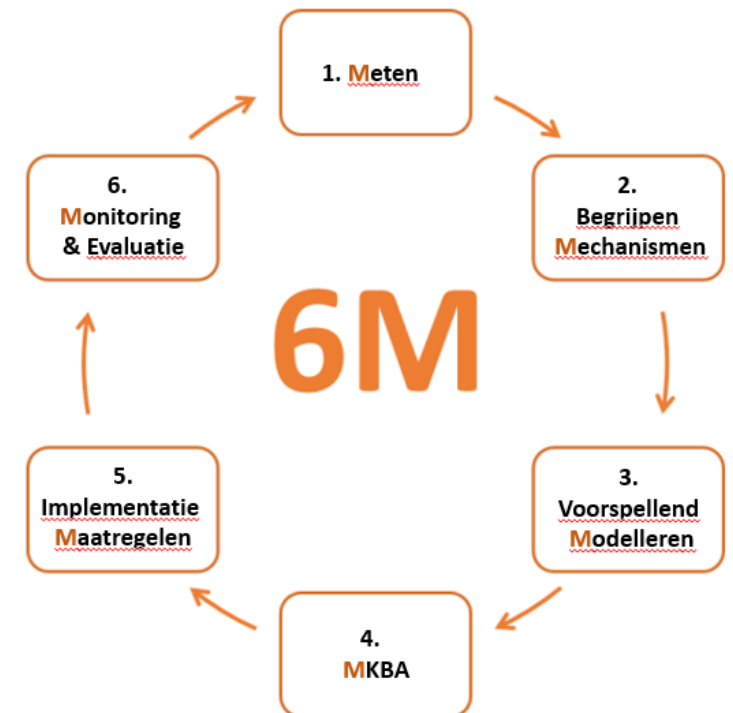 1. Meten
2.
Begrijpen
Mechanismen
3.
Voorspellend
Modelleren
4.
MKBA
5.
Implementatie
Maatregelen
6.
Monitoring
& Evaluatie
6M